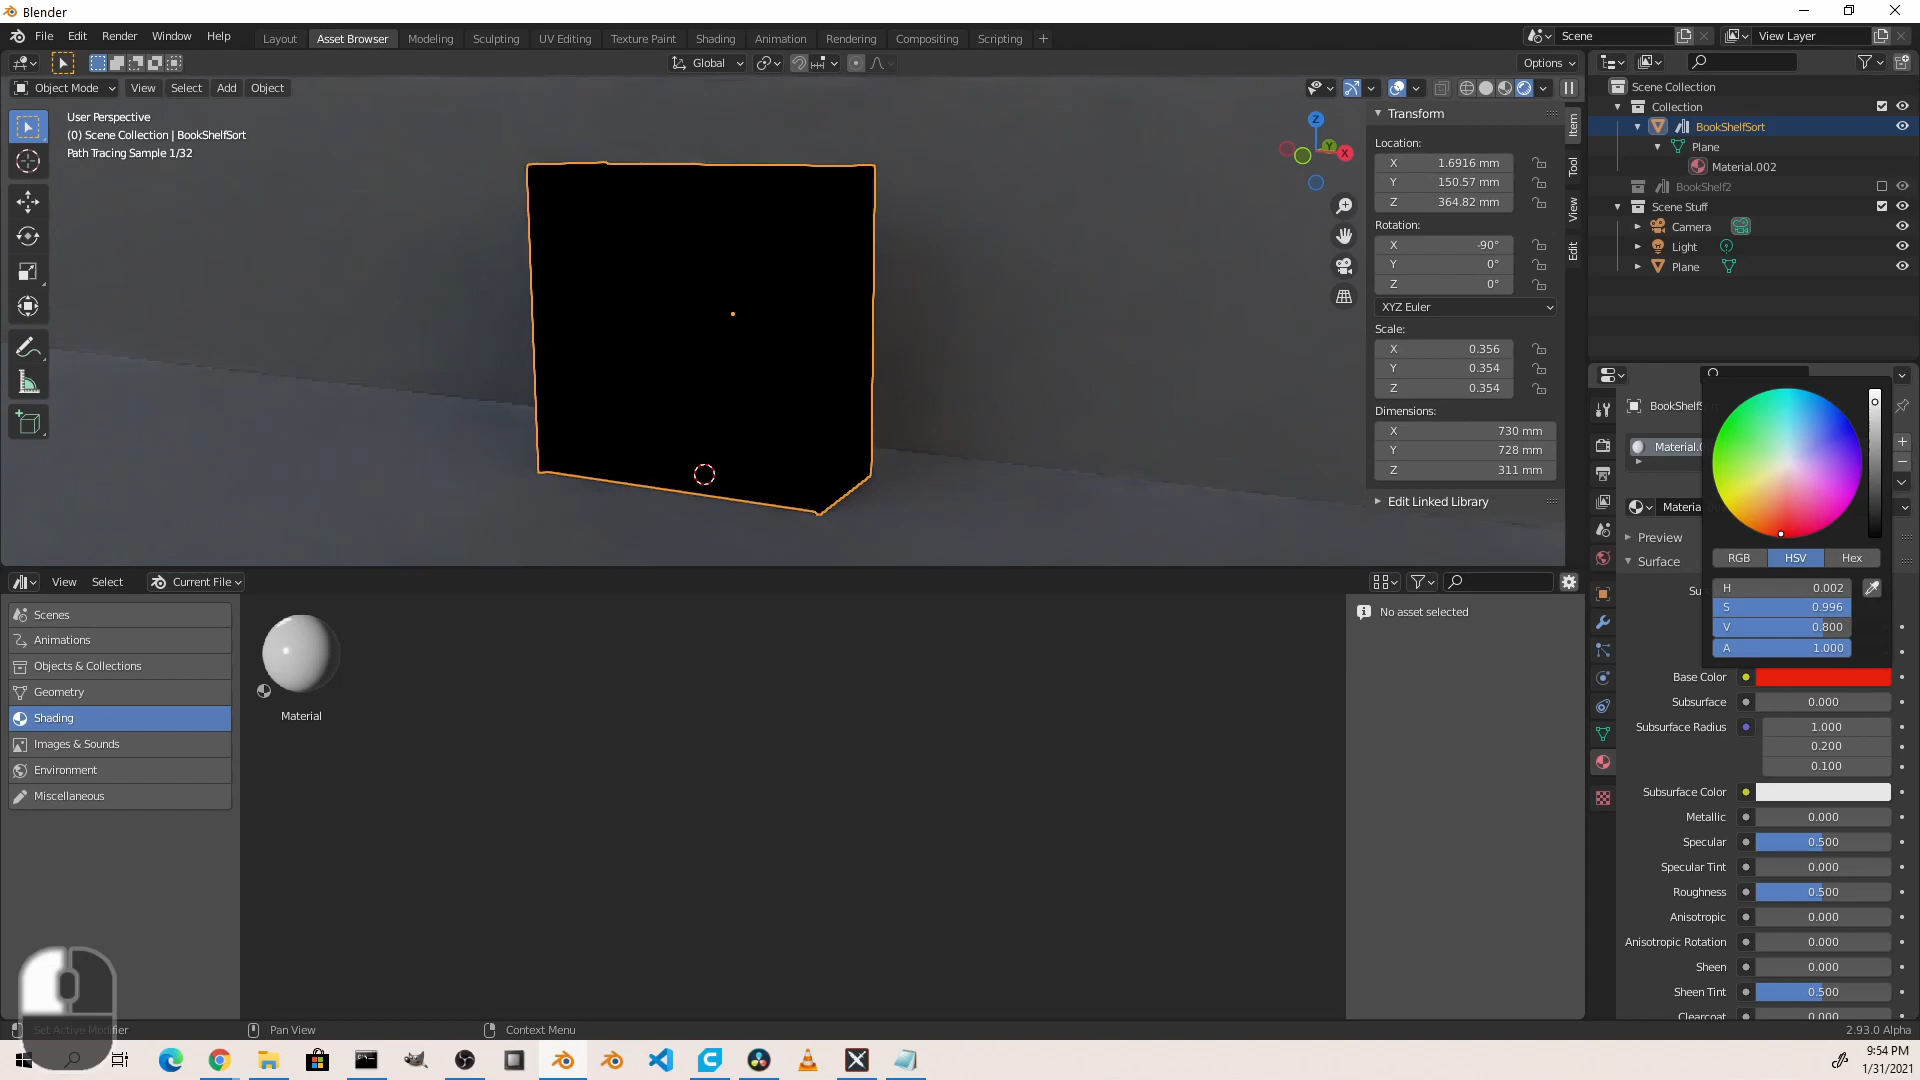 Blender
File Edit Render Window Help
Layout Asset Browser Modeling Sculpting UV Editing Texture Paint Shading Animation Rendering Compositing Scripting +
Scene
View Layer
Global
Options
Object Mode View Select Add Object
User Perspective
(0) Scene Collection | BookShelfSort
Path Tracing Sample 1/32
Z
Y
X
Transform
Location:
X 1.6916 mm
Y 150.57 mm
Z 364.82 mm
Rotation:
X -90°
Y 0°
Z 0°
XYZ Euler
Scale:
X 0.356
Y 0.354
Z 0.354
Dimensions:
X 730 mm
Y 728 mm
Z 311 mm
Edit Linked Library
Item
Tool
View
Edit
Scene Collection
Collection
BookShelfSort
Plane
Material.002
BookShelf2
Scene Stuff
Camera
Light
Plane
Preview
Surface
RGB HSV Hex
H 0.002
S 0.996
V 0.800
A 1.000
Base Color
Subsurface 0.000
Subsurface Radius 1.000
0.200
0.100
Subsurface Color
Metallic 0.000
Specular 0.500
Specular Tint 0.000
Roughness 0.500
Anisotropic 0.000
Anisotropic Rotation 0.000
Sheen 0.000
Sheen Tint 0.500
Clearcoat 0.000
View Select Current File
Scenes
Animations
Objects & Collections
Geometry
Shading
Images & Sounds
Environment
Miscellaneous
Material
No asset selected
Set Active Modifier
Pan View
Context Menu
2.93.0 Alpha
9:54 PM
1/31/2021